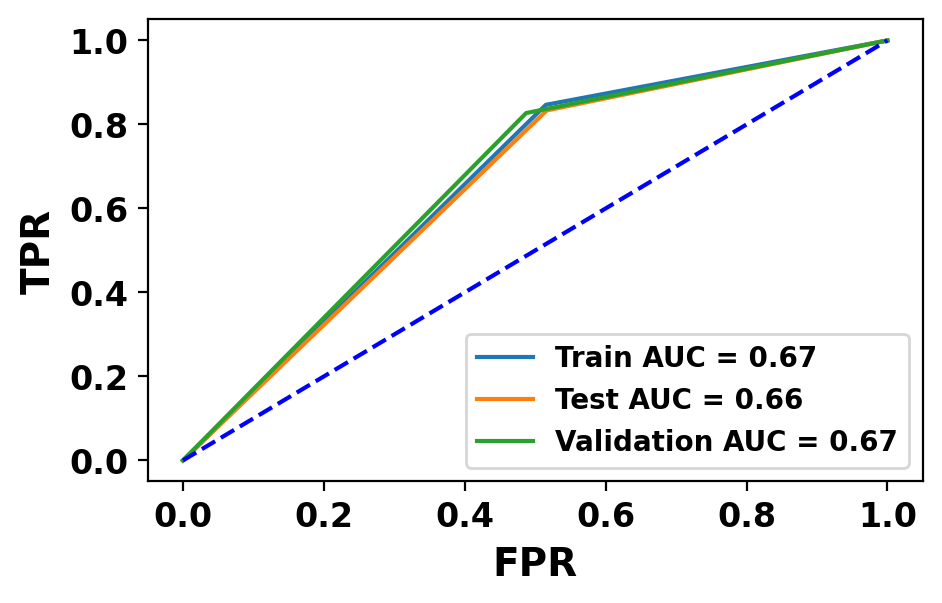 1.0
0.8
0.6
0.4
0.2
0.0
TPR
Train AUC = 0.67
Test AUC = 0.66
Validation AUC = 0.67
0.0 0.2 0.4 0.6 0.8 1.0
FPR